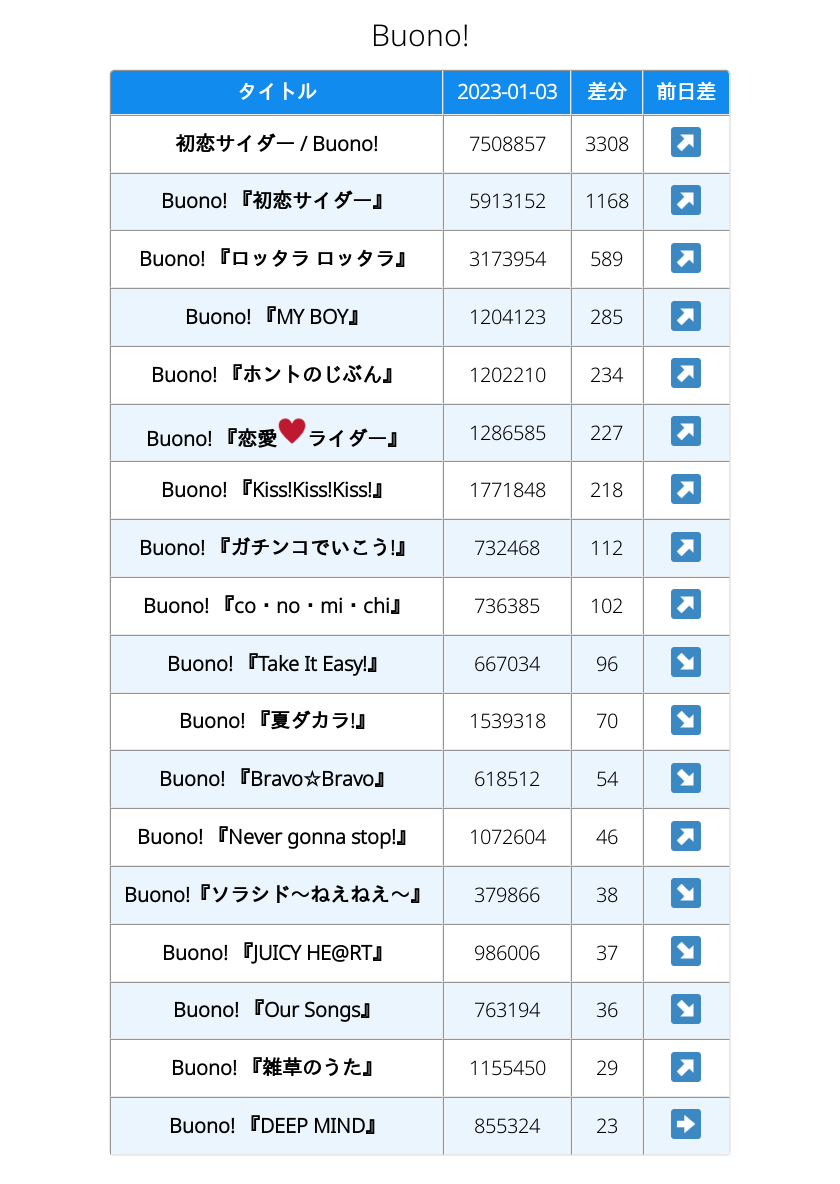 Buono!
タイトル 2023-01-03 差分 前日差
初恋サイダー / Buono! 7508857 3308 ↗
Buono! 『初恋サイダー』 5913152 1168 ↗
Buono! 『ロッタラ ロッタラ』 3173954 589 ↗
Buono! 『MY BOY』 1204123 285 ↗
Buono! 『ホントのじぶん』 1202210 234 ↗
Buono! 『恋愛♥ライダー』 1286585 227 ↗
Buono! 『Kiss!Kiss!Kiss!』 1771848 218 ↗
Buono! 『ガチンコでいこう!』 732468 112 ↗
Buono! 『co・no・mi・chi』 736385 102 ↗
Buono! 『Take It Easy!』 667034 96 ↘
Buono! 『夏ダカラ!』 1539318 70 ↘
Buono! 『Bravo☆Bravo』 618512 54 ↘
Buono! 『Never gonna stop!』 1072604 46 ↗
Buono!『ソラシド～ねえねえ～』 379866 38 ↘
Buono! 『JUICY HE@RT』 986006 37 ↘
Buono! 『Our Songs』 763194 36 ↘
Buono! 『雑草のうた』 1155450 29 ↗
Buono! 『DEEP MIND』 855324 23 ➡